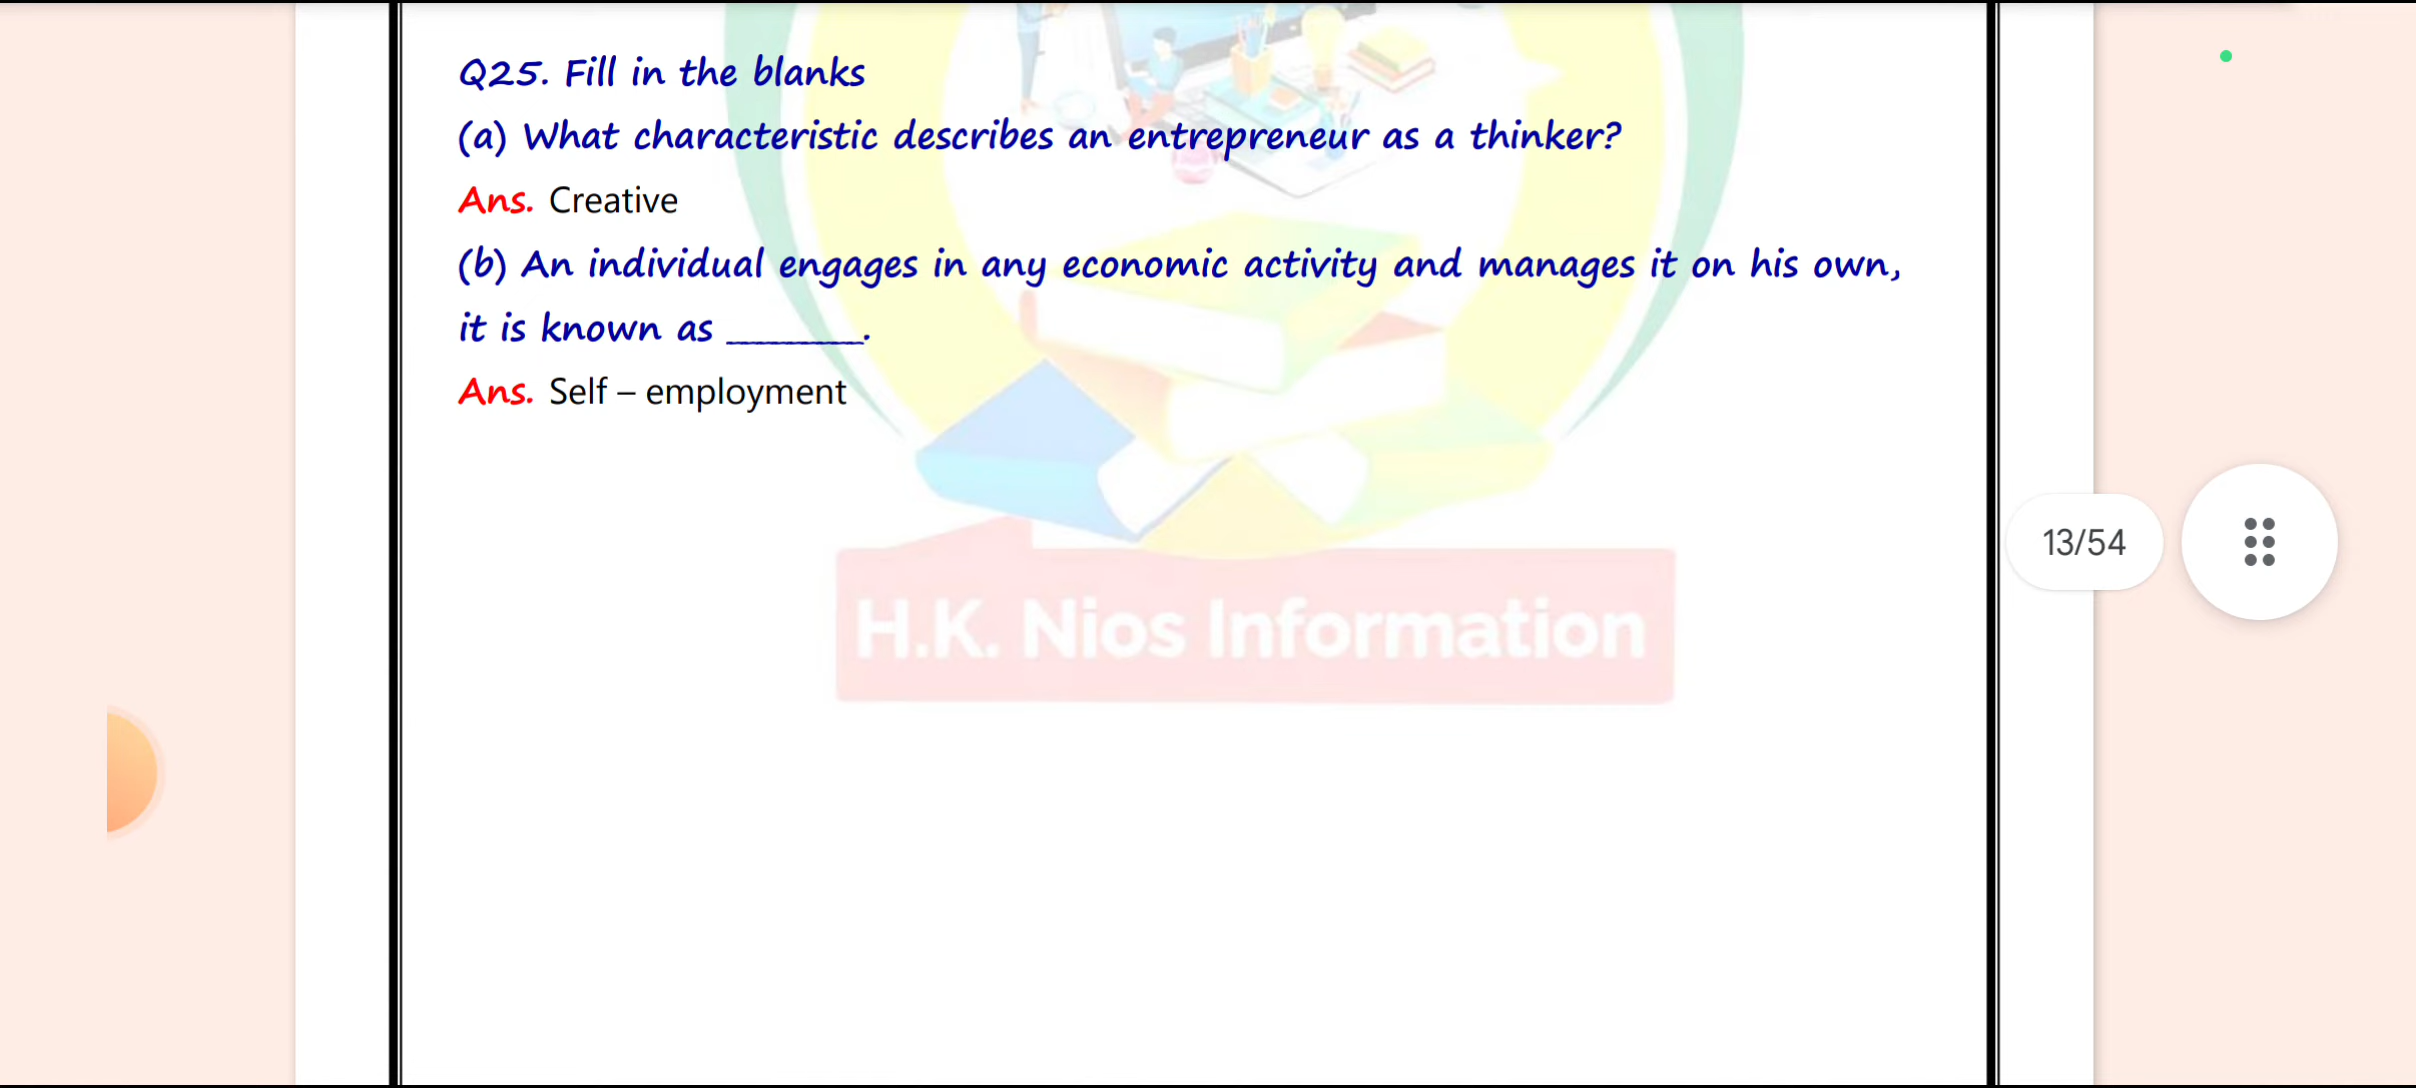 Q25. Fill in the blanks
(a) What characteristic describes an entrepreneur as a thinker?
Ans. Creative
(b) An individual engages in any economic activity and manages it on his own,
it is known as ________.
Ans. Self – employment
13/54
H.K. Nios Information